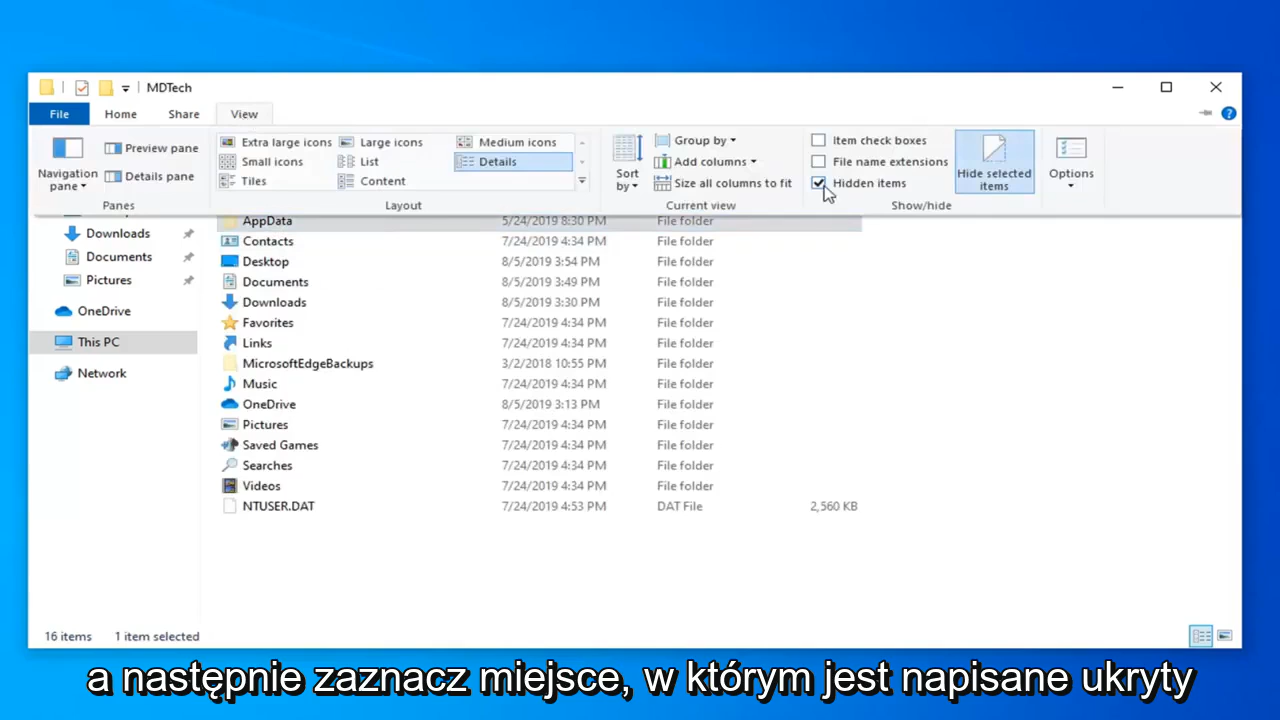 MDTech
File Home Share View
Navigation pane
Preview pane
Details pane
Panes
Extra large icons Large icons Medium icons
Small icons List Details
Tiles Content
Layout
Sort by
Group by
Add columns
Size all columns to fit
Current view
Item check boxes
File name extensions
Hidden items
Hide selected items
Show/hide
Options
Downloads
Documents
Pictures
OneDrive
This PC
Network
AppData 5/24/2019 8:30 PM File folder
Contacts 7/24/2019 4:34 PM File folder
Desktop 8/5/2019 3:54 PM File folder
Documents 8/5/2019 3:49 PM File folder
Downloads 8/5/2019 3:30 PM File folder
Favorites 7/24/2019 4:34 PM File folder
Links 7/24/2019 4:34 PM File folder
MicrosoftEdgeBackups 3/2/2018 10:55 PM File folder
Music 7/24/2019 4:34 PM File folder
OneDrive 8/5/2019 3:13 PM File folder
Pictures 7/24/2019 4:34 PM File folder
Saved Games 7/24/2019 4:34 PM File folder
Searches 7/24/2019 4:34 PM File folder
Videos 7/24/2019 4:34 PM File folder
NTUSER.DAT 7/24/2019 4:53 PM DAT File 2,560 KB
16 items 1 item selected
a następnie zaznacz miejsce, w którym jest napisane ukryty